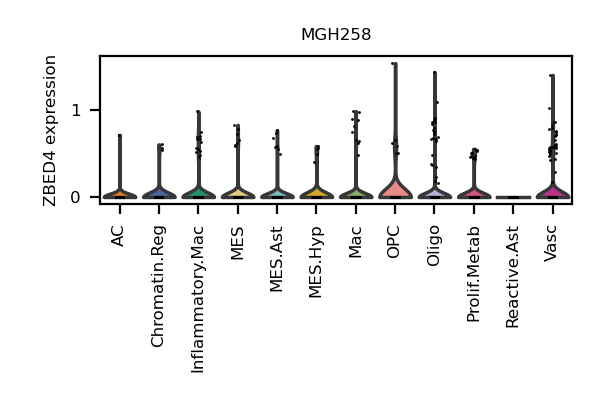 MGH258
ZBED4 expression
1
0
AC
Chromatin.Reg
Inflammatory.Mac
MES
MES.Ast
MES.Hyp
Mac
OPC
Oligo
Prolif.Metab
Reactive.Ast
Vasc